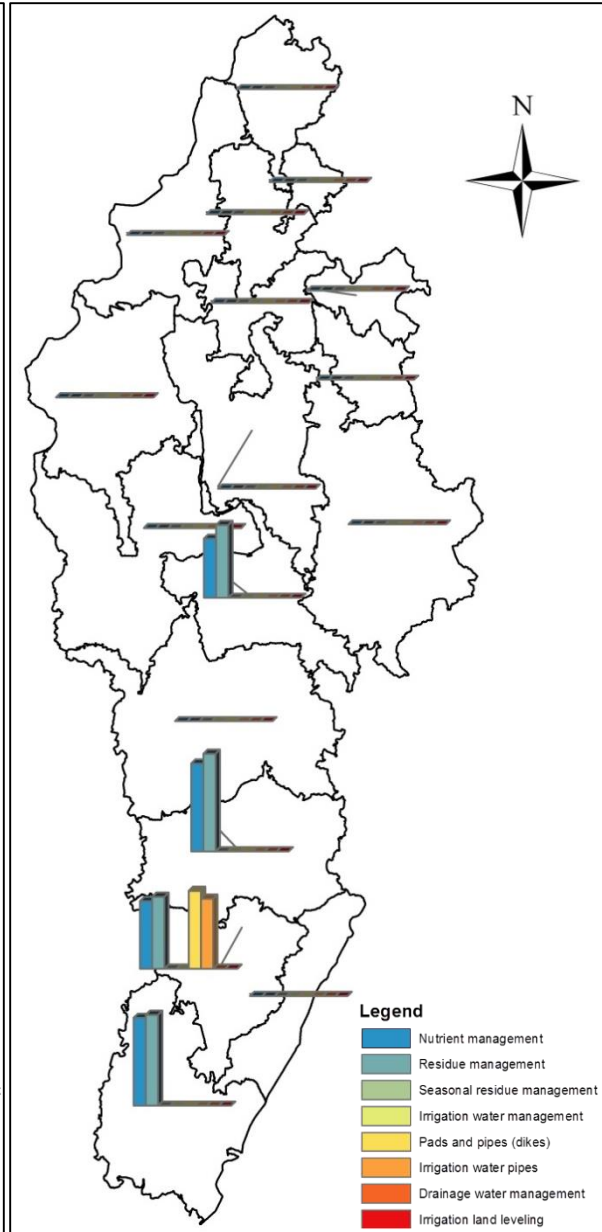 N
Legend
Nutrient management
Residue management
Seasonal residue management
Irrigation water management
Pads and pipes (dikes)
Irrigation water pipes
Drainage water management
Irrigation land leveling